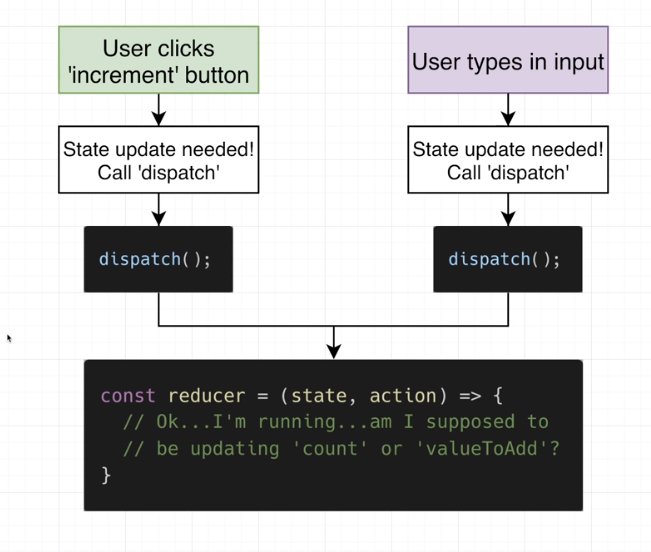 User clicks
'increment' button
User types in input
State update needed!
Call 'dispatch'
State update needed!
Call 'dispatch'
dispatch();
dispatch();
const reducer = (state, action) => {
  // Ok...I'm running...am I supposed to
  // be updating 'count' or 'valueToAdd'?
}